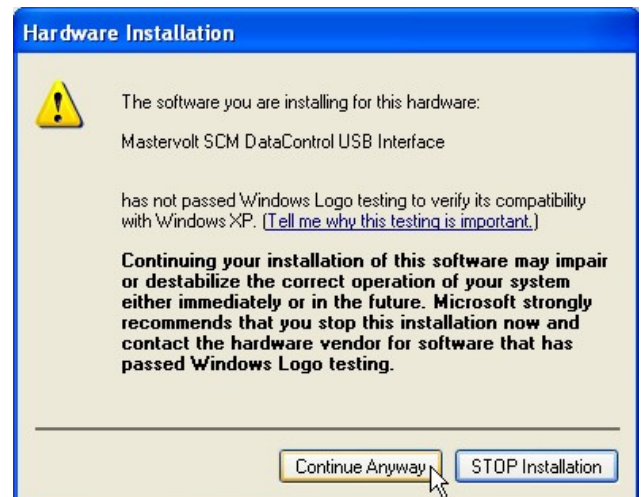 Hardware Installation
The software you are installing for this hardware:
Mastervolt SCM DataControl USB Interface
has not passed Windows Logo testing to verify its compatibility
with Windows XP. (Tell me why this testing is important.)
Continuing your installation of this software may impair
or destabilize the correct operation of your system
either immediately or in the future. Microsoft strongly
recommends that you stop this installation now and
contact the hardware vendor for software that has
passed Windows Logo testing.
Continue Anyway
STOP Installation